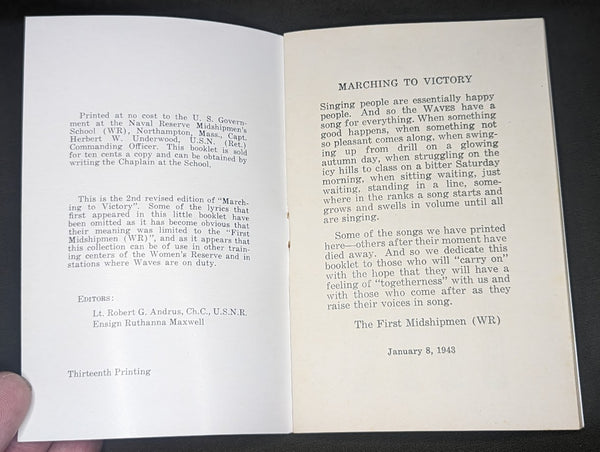 Printed at no cost to the U. S. Govern-
ment at the Naval Reserve Midshipmen's
School (WR), Northampton, Mass., Capt.
Herbert W. Underwood, U.S.N. (Ret.)
Commanding Officer. This booklet is sold
for ten cents a copy and can be obtained by
writing the Chaplain at the School.
This is the 2nd revised edition of "March-
ing to Victory". Some of the lyrics that
first appeared in this little booklet have
been omitted as it has become obvious that
their meaning was limited to the "First
Midshipmen (WR)", and as it appears that
this collection can be of use in other train-
ing centers of the Women's Reserve and in
stations where Waves are on duty.
EDITORS:
Lt. Robert G. Andrus, Ch.C., U.S.N.R.
Ensign Ruthanna Maxwell
Thirteenth Printing
MARCHING TO VICTORY
Singing people are essentially happy
people. And so the WAVES have a
song for everything. When something
good happens, when something not
so pleasant comes along, when swing-
ing up from drill on a glowing
autumn day, when struggling on the
icy hills to class on a bitter Saturday
morning, when sitting waiting, just
waiting, standing in a line, some-
where in the ranks a song starts and
grows and swells in volume until all
are singing.
Some of the songs we have printed
here—others after their moment have
died away. And so we dedicate this
booklet to those who will "carry on"
with the hope that they will have a
feeling of "togetherness" with us and
with those who come after as they
raise their voices in song.
The First Midshipmen (WR)
January 8, 1943